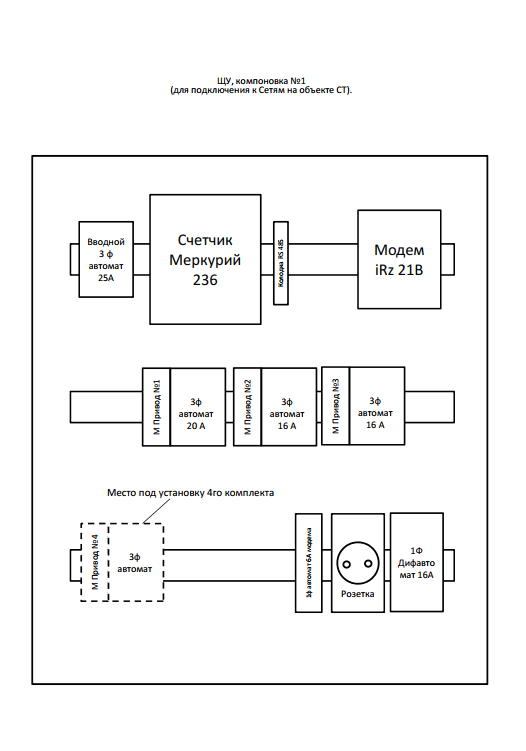 ЩУ, компоновка №1
(для подключения к Сетям на объекте СТ).
Вводной
3 ф
автомат
25А
Счетчик
Меркурий
236
Колодка RS 485
Модем
iRz 21В
М Привод №1
3ф
автомат
20 А
М Привод №2
3ф
автомат
16 А
М Привод №3
3ф
автомат
16 А
Место под установку 4го комплекта
М Привод №4
3ф
автомат
1ф автомат 6А модема
Розетка
1Ф
Дифавто
мат 16А